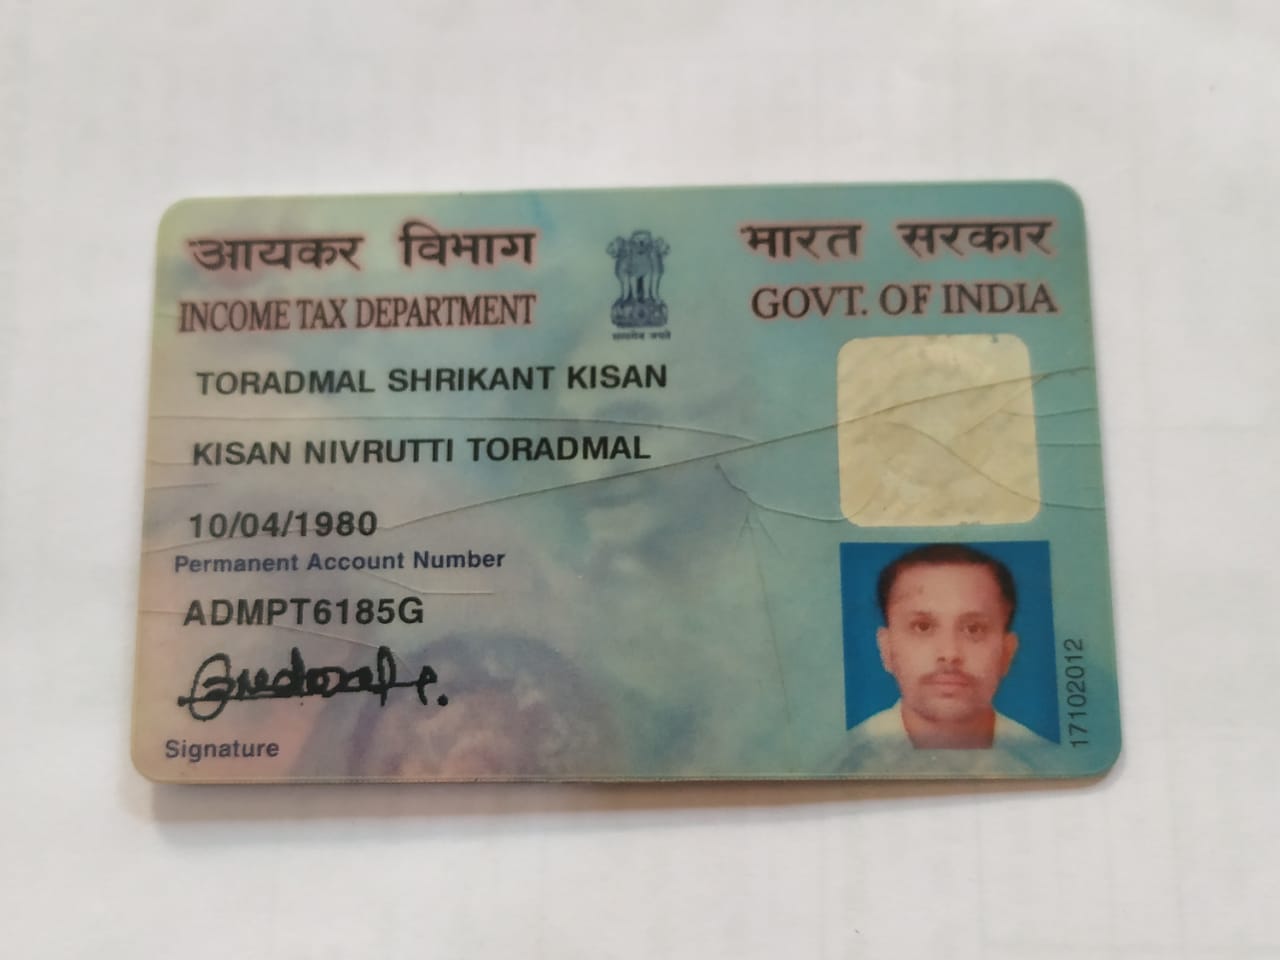 आयकर विभाग
INCOME TAX DEPARTMENT
सत्यमेव जयते
भारत सरकार
GOVT. OF INDIA
TORADMAL SHRIKANT KISAN
KISAN NIVRUTTI TORADMAL
10/04/1980
Permanent Account Number
ADMPT6185G
Signature
17102012